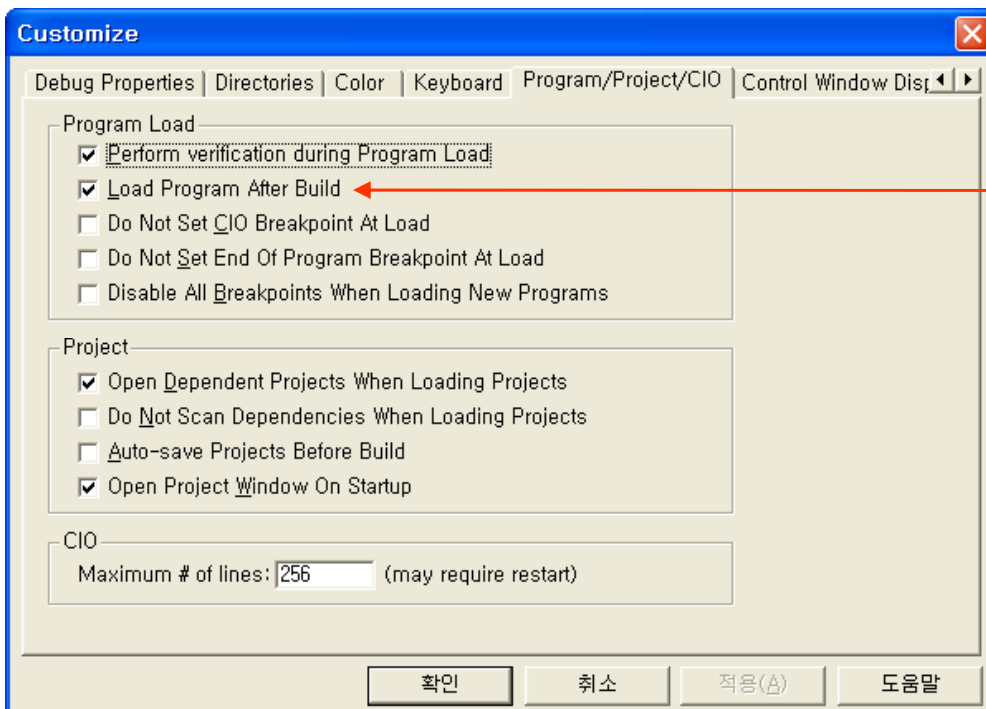 Customize
Debug Properties Directories Color Keyboard Program/Project/CIO Control Window Disp
Program Load
Perform verification during Program Load
Load Program After Build
Do Not Set CIO Breakpoint At Load
Do Not Set End Of Program Breakpoint At Load
Disable All Breakpoints When Loading New Programs
Project
Open Dependent Projects When Loading Projects
Do Not Scan Dependencies When Loading Projects
Auto-save Projects Before Build
Open Project Window On Startup
CIO
Maximum # of lines: 256 (may require restart)
확인 취소 적용(A) 도움말